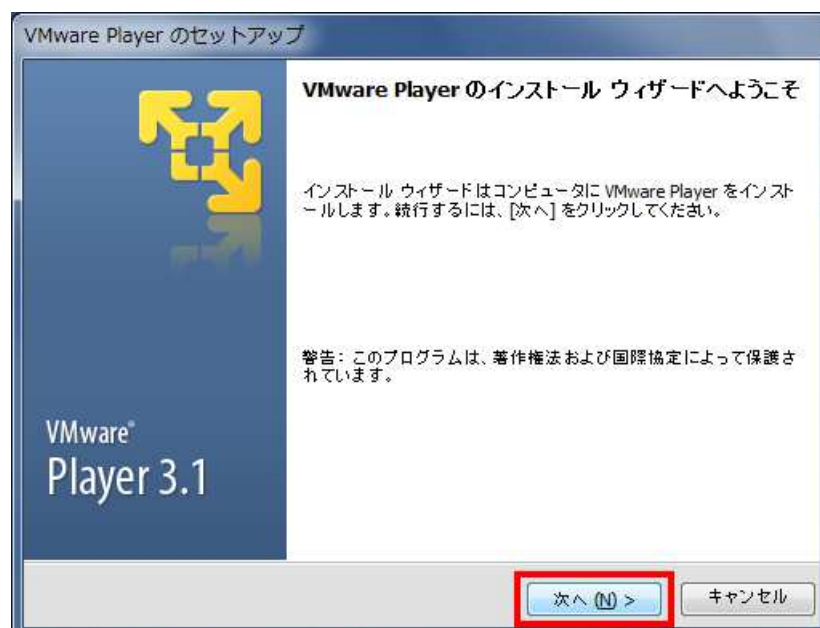 VMware Player のセットアップ
VMware Player のインストール ウィザードへようこそ
インストール ウィザードはコンピュータに VMware Player をインスト
ールします。続行するには、[次へ] をクリックしてください。
警告: このプログラムは、著作権法および国際協定によって保護さ
れています。
VMware®
Player 3.1
次へ (N) >
キャンセル